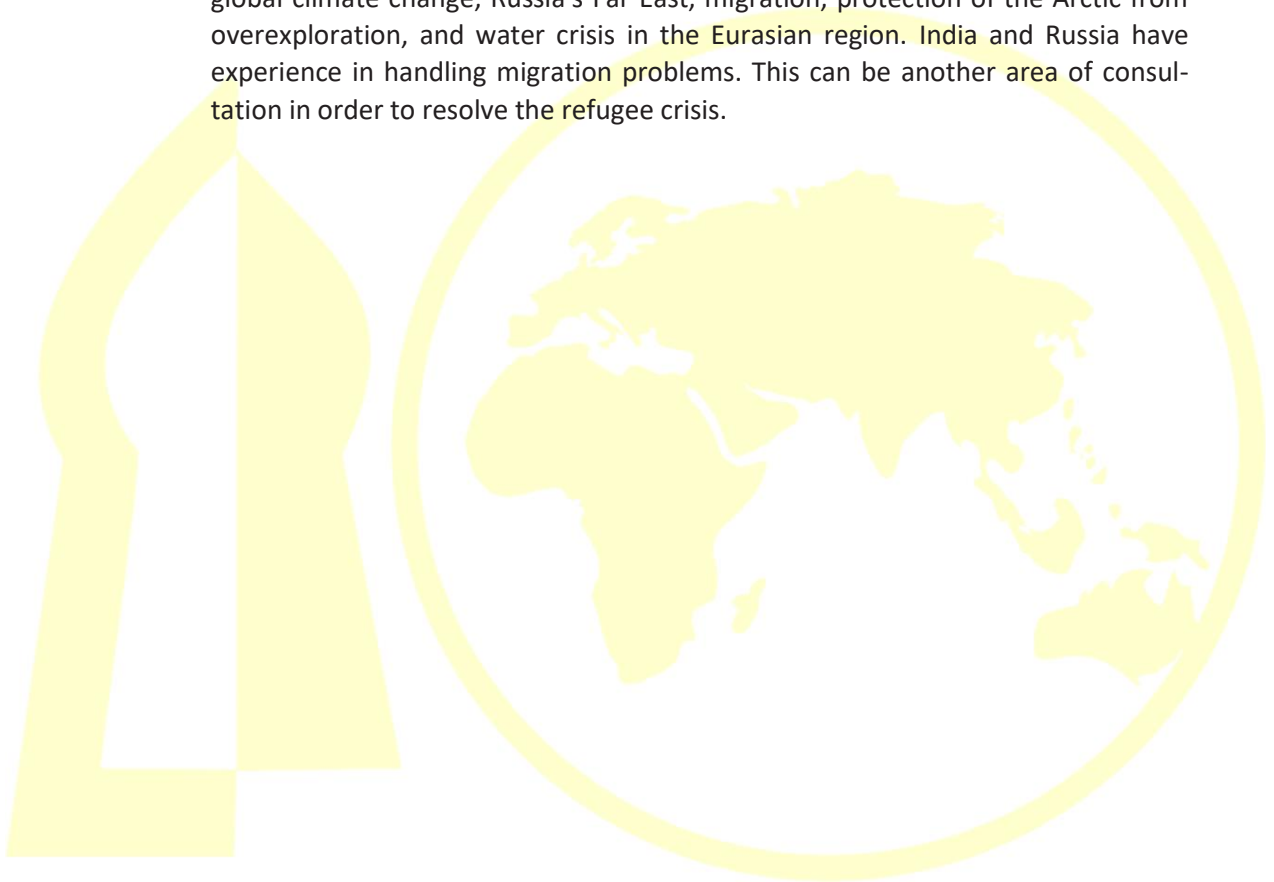 global climate change, Russia's Far East, migration, protection of the Arctic from
overexploration, and water crisis in the Eurasian region. India and Russia have
experience in handling migration problems. This can be another area of consul-
tation in order to resolve the refugee crisis.